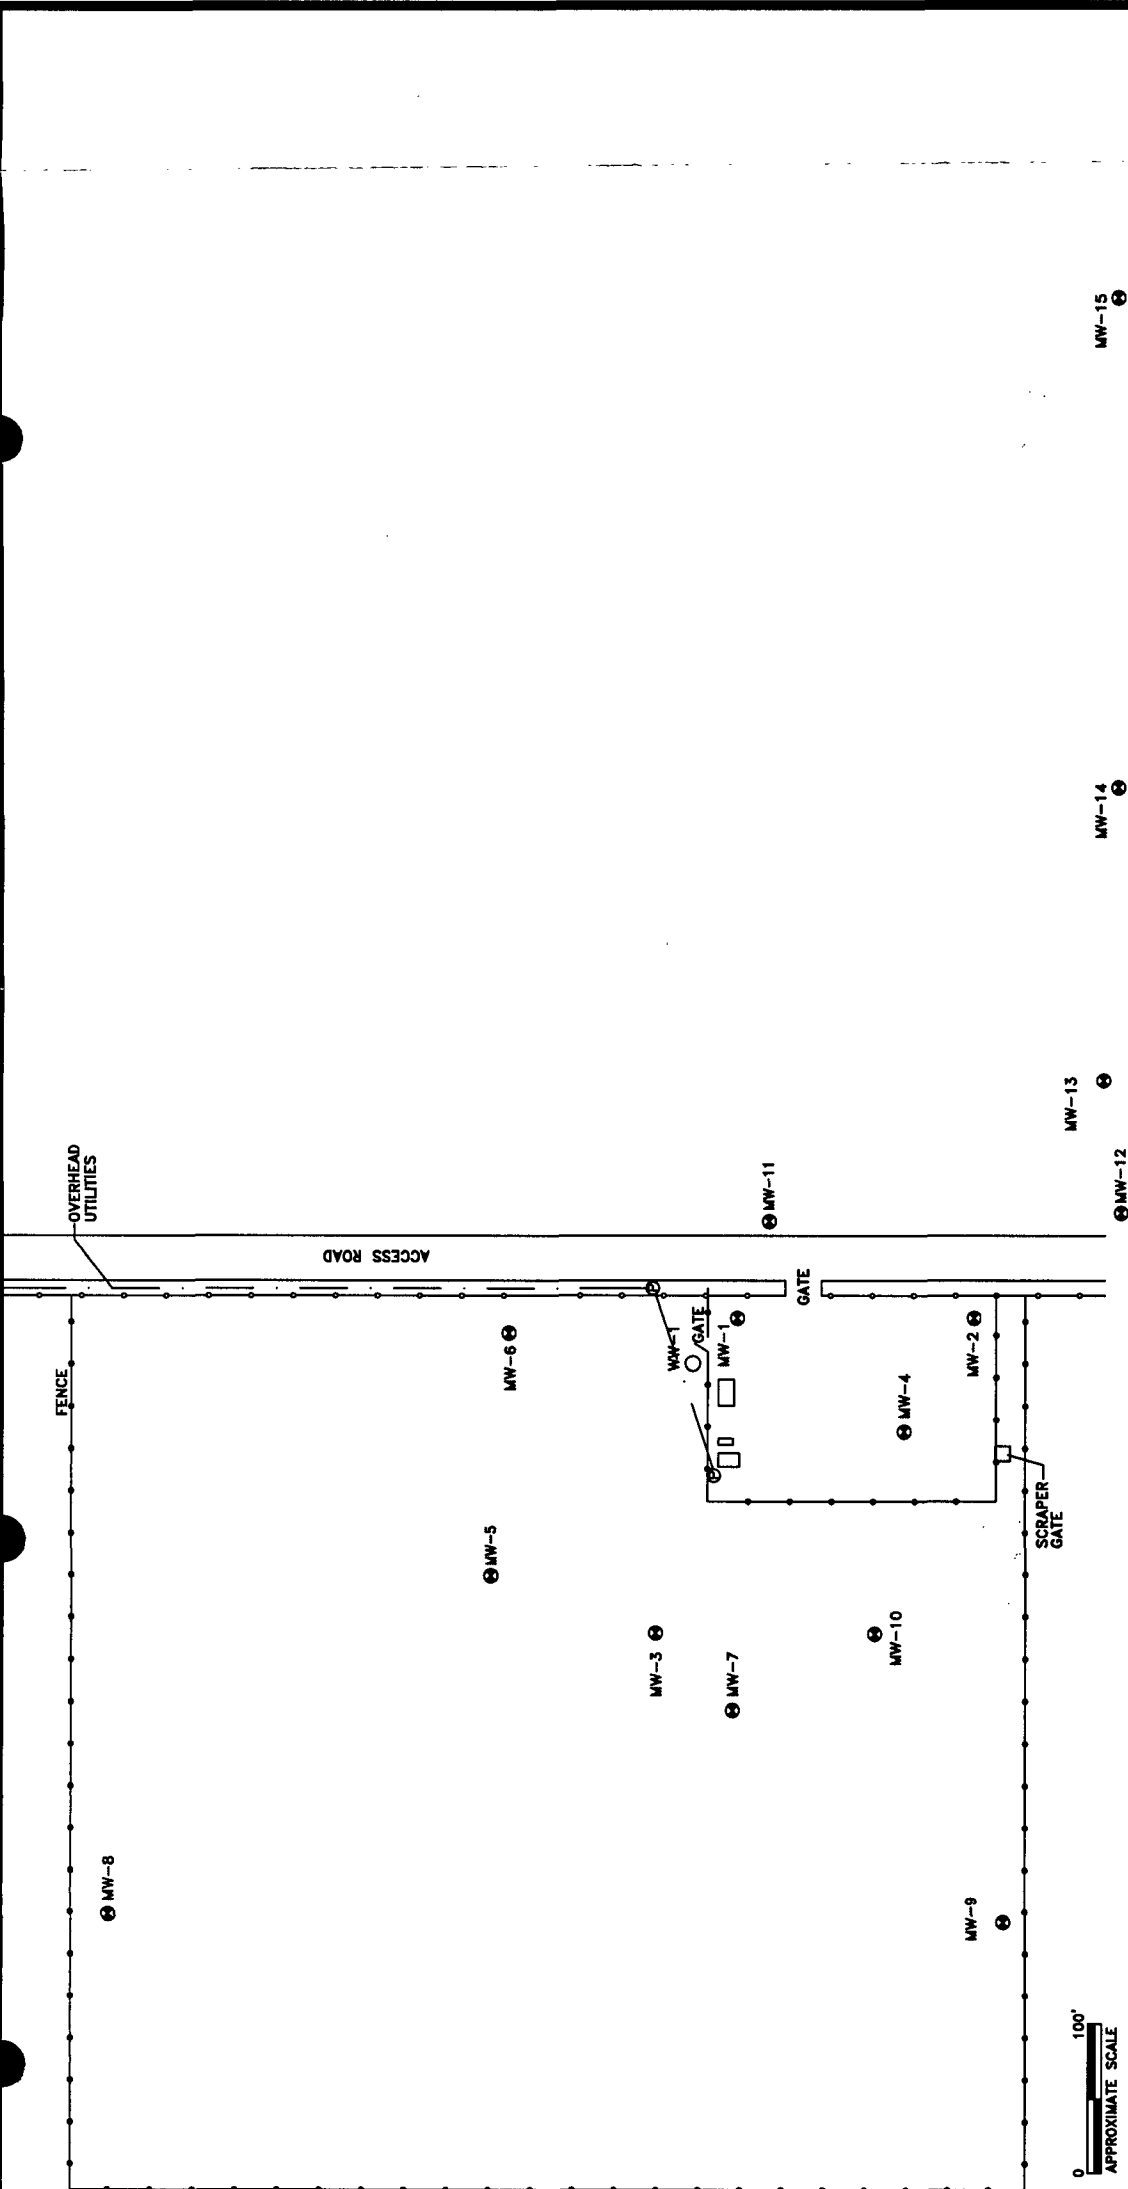 MW-15
MW-14
MW-13
MW-12
MW-11
OVERHEAD
UTILITIES
ACCESS ROAD
GATE
FENCE
MW-6
WW-1
GATE
MW-1
MW-2
MW-4
SCRAPER
GATE
MW-5
MW-3
MW-7
MW-10
MW-8
MW-9
0 100'
APPROXIMATE SCALE